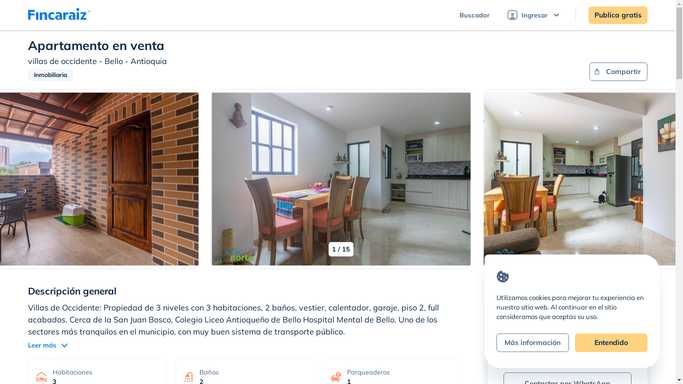 Fincaraiz
Buscador
Ingresar
Publica gratis
Apartamento en venta
villas de occidente - Bello - Antioquia
Inmobiliaria
Compartir
norte
1 / 15
Descripción general
Villas de Occidente: Propiedad de 3 niveles con 3 habitaciones, 2 baños, vestier, calentador, garaje, piso 2, full
acabados. Cerca de la San Juan Bosco, Colegio Liceo Antioqueño de Bello Hospital Mental de Bello. Uno de los
sectores más tranquilos en el municipio, con muy buen sistema de transporte público.
Leer más
Habitaciones
3
Baños
2
Parqueaderos
1
Utilizamos cookies para mejorar tu experiencia en
nuestro sitio web. Al continuar en el sitio
consideramos que aceptas su uso.
Más información
Entendido
Contactar por WhatsApp